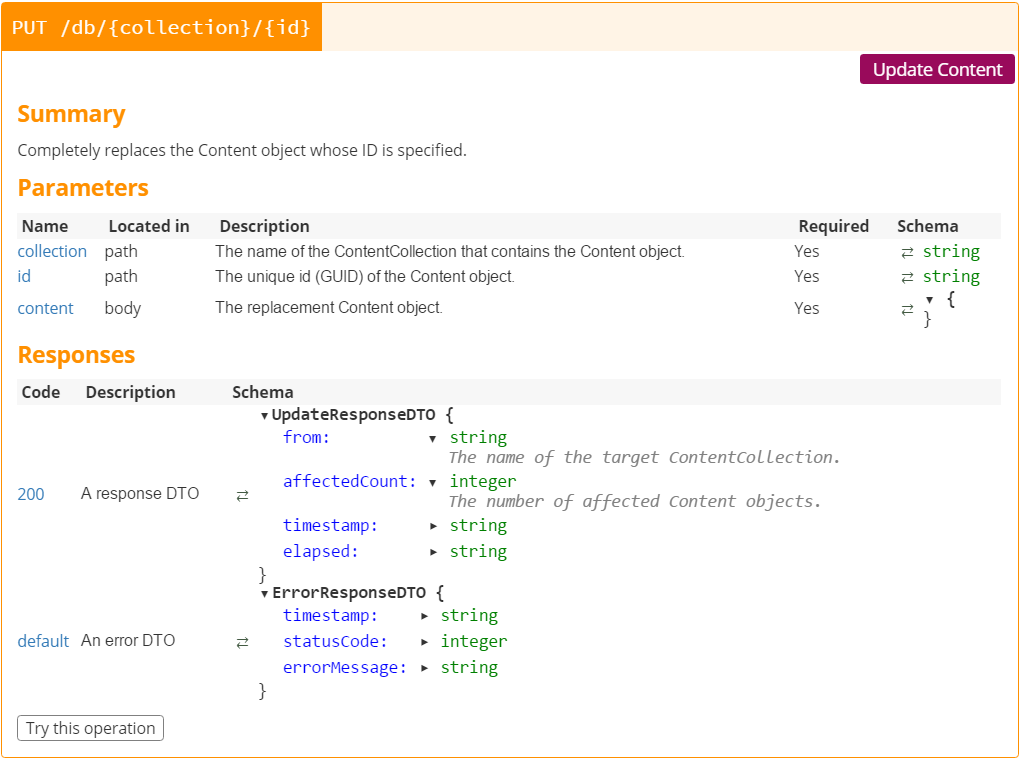 PUT /db/{collection}/{id}
Update Content
Summary
Completely replaces the Content object whose ID is specified.
Parameters
Name Located in Description Required Schema
collection path The name of the ContentCollection that contains the Content object. Yes ⇄ string
id path The unique id (GUID) of the Content object. Yes ⇄ string
content body The replacement Content object. Yes ⇄ ▼ {
}
Responses
Code Description Schema
▼UpdateResponseDTO {
from: ▼ string
The name of the target ContentCollection.
affectedCount: ▼ integer
The number of affected Content objects.
200 A response DTO ⇄
timestamp: ► string
elapsed: ► string
}
▼ErrorResponseDTO {
timestamp: ► string
default An error DTO ⇄ statusCode: ► integer
errorMessage: ► string
}
Try this operation